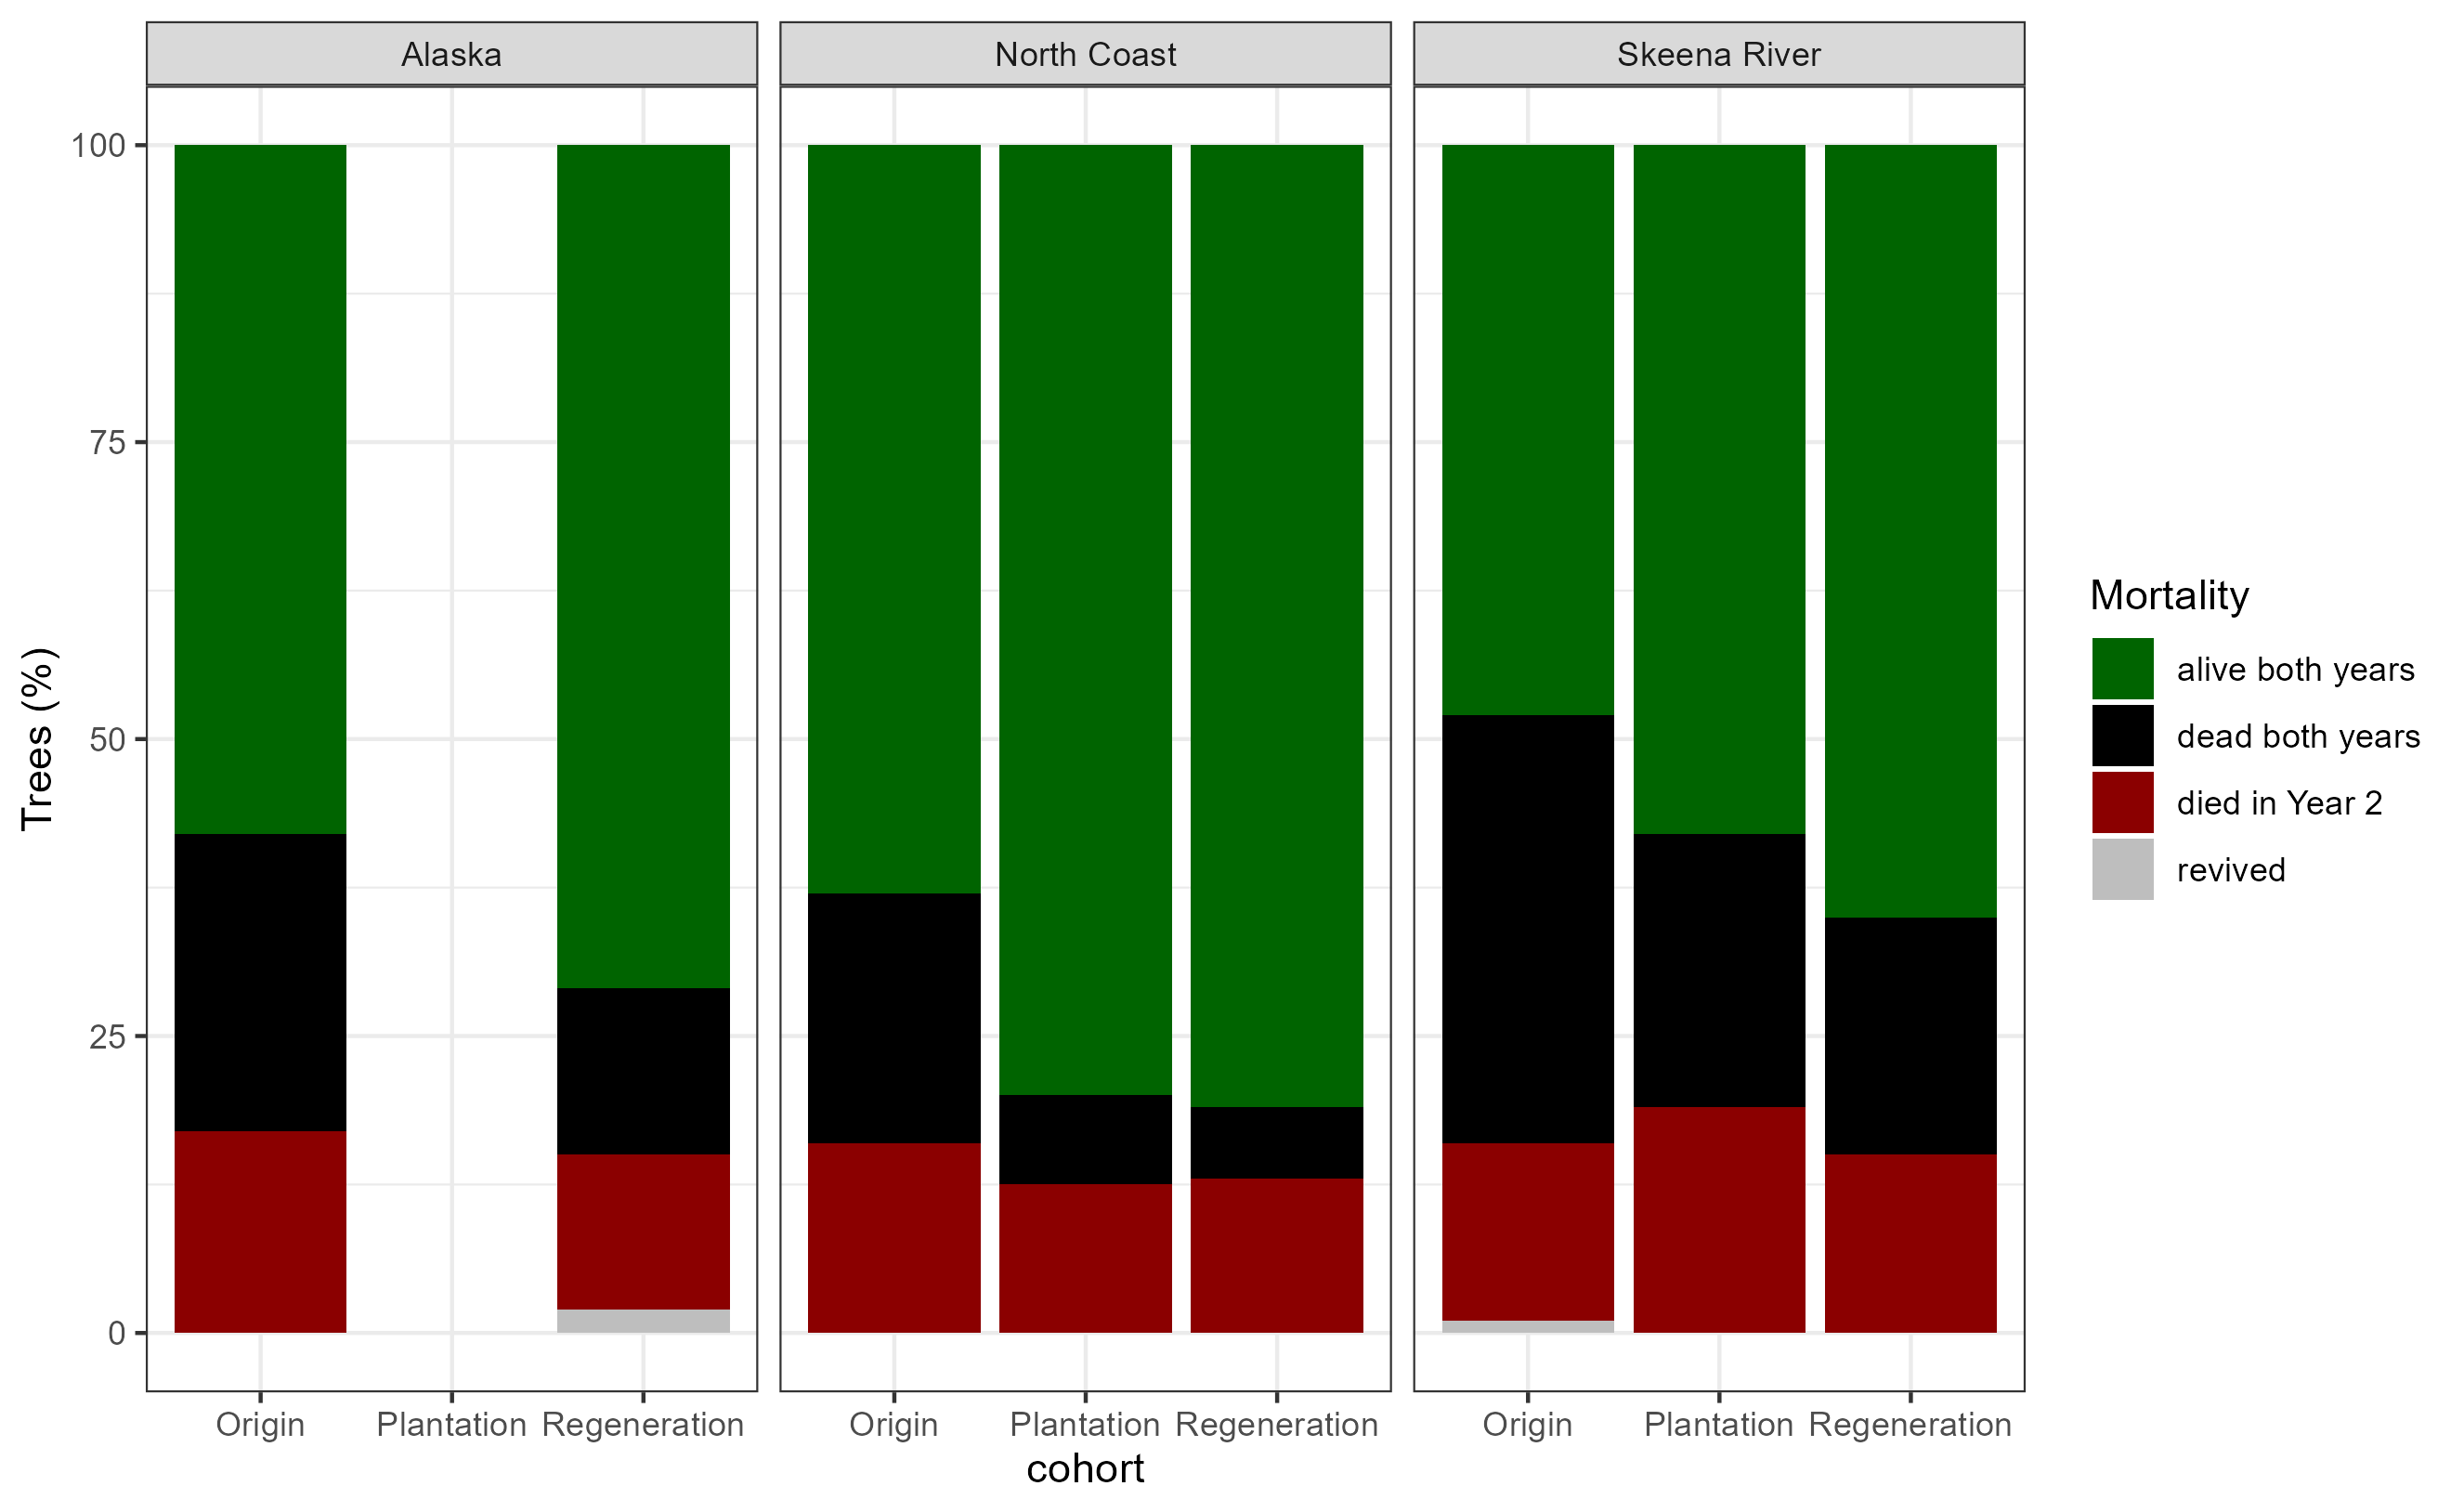 Alaska North Coast Skeena River
100
75
50
25
0
Trees (%)
Origin Plantation Regeneration Origin Plantation Regeneration Origin Plantation Regeneration
cohort
Mortality
alive both years
dead both years
died in Year 2
revived